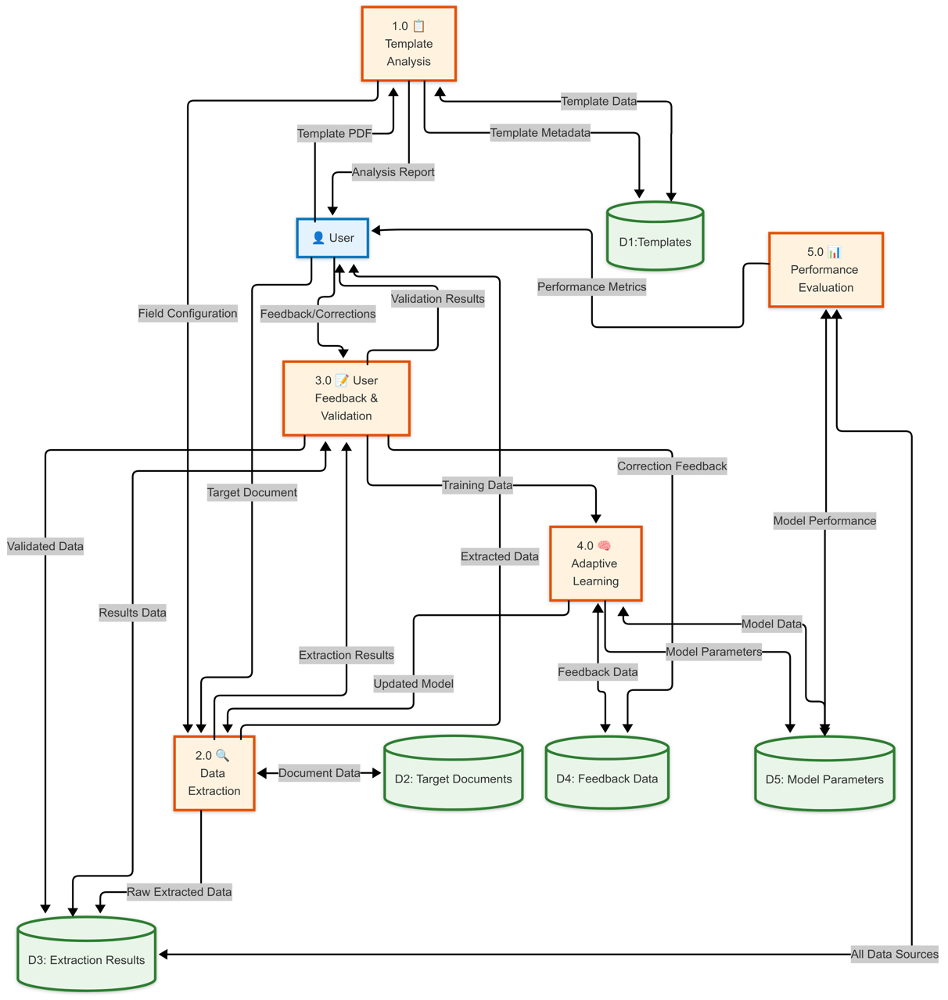 1.0 📋
Template
Analysis
Template Data
Template PDF
Template Metadata
Analysis Report
👤 User
D1:Templates
5.0 📊
Performance
Evaluation
Performance Metrics
Validation Results
Field Configuration
Feedback/Corrections
3.0 📝 User
Feedback &
Validation
Correction Feedback
Training Data
Target Document
Model Performance
Validated Data
4.0 🧠
Adaptive
Learning
Extracted Data
Results Data
Model Data
Extraction Results
Model Parameters
Feedback Data
Updated Model
2.0 🔍
Data
Extraction
Document Data
D2: Target Documents
D4: Feedback Data
D5: Model Parameters
Raw Extracted Data
D3: Extraction Results
All Data Sources